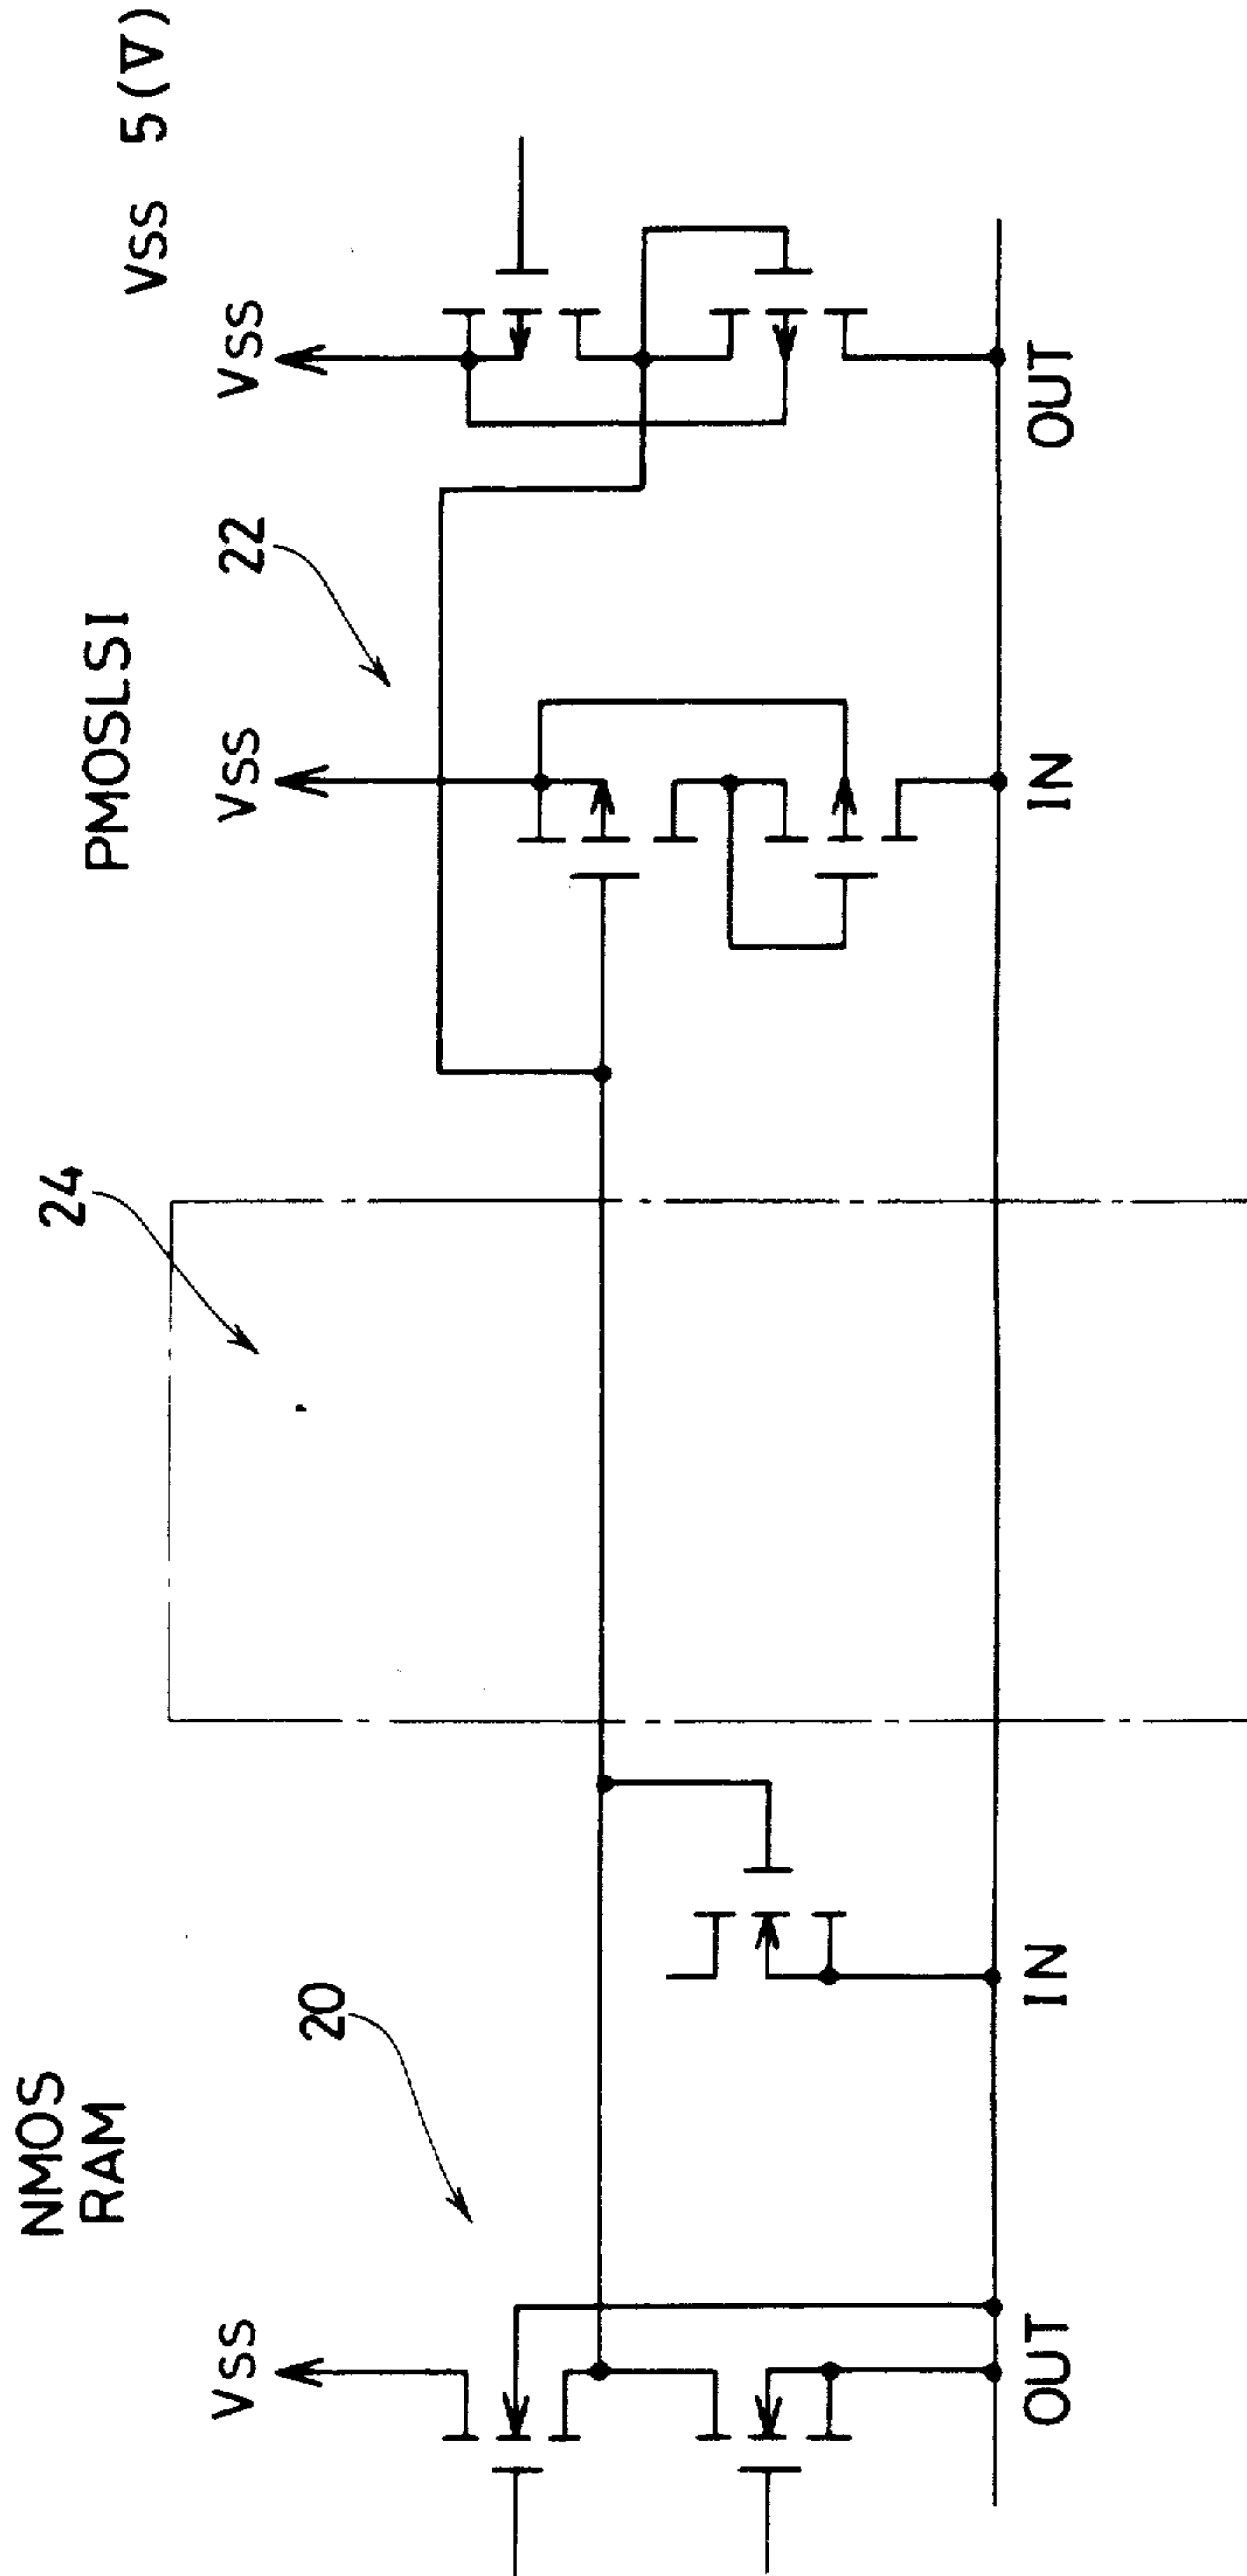 NMOS
RAM
24
PMOSLSI
VSS 5(V)
VSS
20
VSS
22
VSS
OUT
IN
IN
OUT